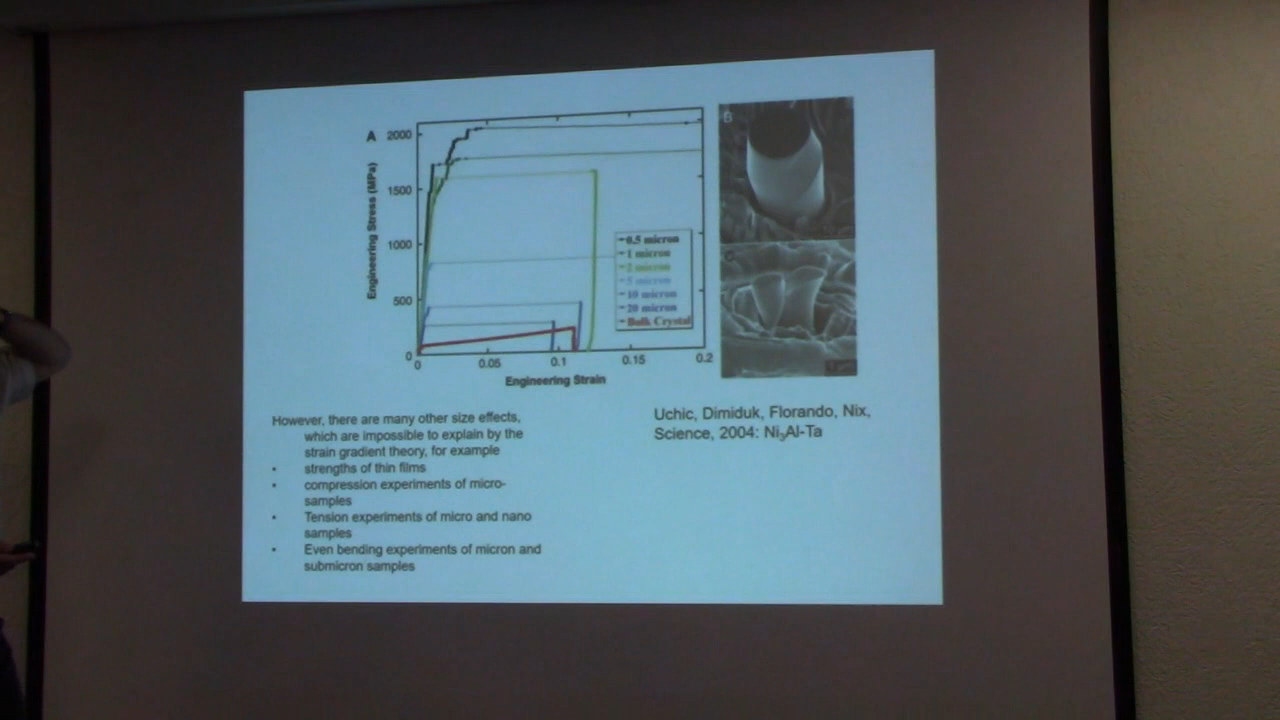 A
2000
1500
1000
500
0
Engineering Stress (MPa)
0
0.05
0.1
0.15
0.2
Engineering Strain
0.5 micron
1 micron
2 micron
5 micron
10 micron
20 micron
Bulk Crystal
B
C
However, there are many other size effects,
which are impossible to explain by the
strain gradient theory, for example
• strengths of thin films
• compression experiments of micro-
samples
• Tension experiments of micro and nano
samples
• Even bending experiments of micron and
submicron samples
Uchic, Dimiduk, Florando, Nix,
Science, 2004: Ni₃Al-Ta